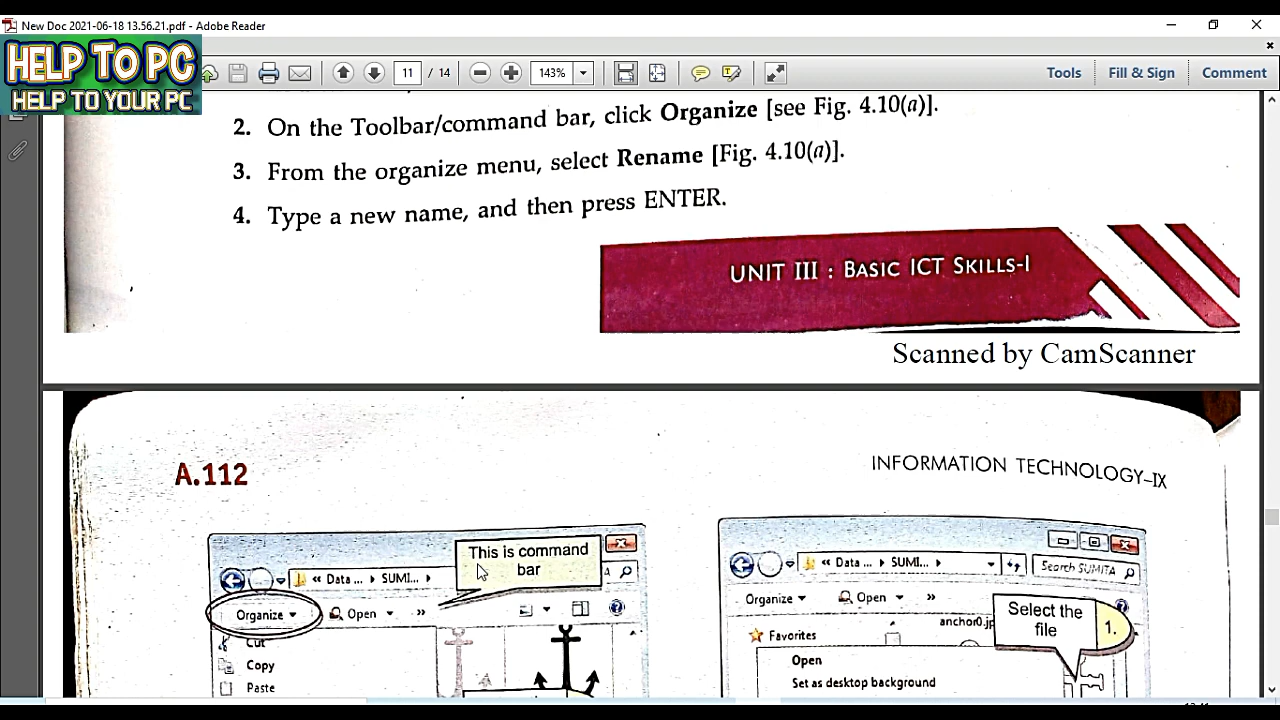 New Doc 2021-06-18 13.56.21.pdf - Adobe Reader
HELP TO PC
HELP TO YOUR PC
11 / 14
143%
Tools
Fill & Sign
Comment
2. On the Toolbar/command bar, click Organize [see Fig. 4.10(a)].
3. From the organize menu, select Rename [Fig. 4.10(a)].
4. Type a new name, and then press ENTER.
UNIT III : BASIC ICT SKILLS-I
Scanned by CamScanner
A.112
INFORMATION TECHNOLOGY–IX
This is command
bar
« Data ... ▸ SUMI... ▸
Organize ▾
Open ▾ »
Cut
Copy
Paste
« Data ... ▸ SUMI... ▸
Search SUMITA
Organize ▾
Open ▾ »
Select the
file
1.
Favorites
anchor0.jp
Open
Set as desktop background